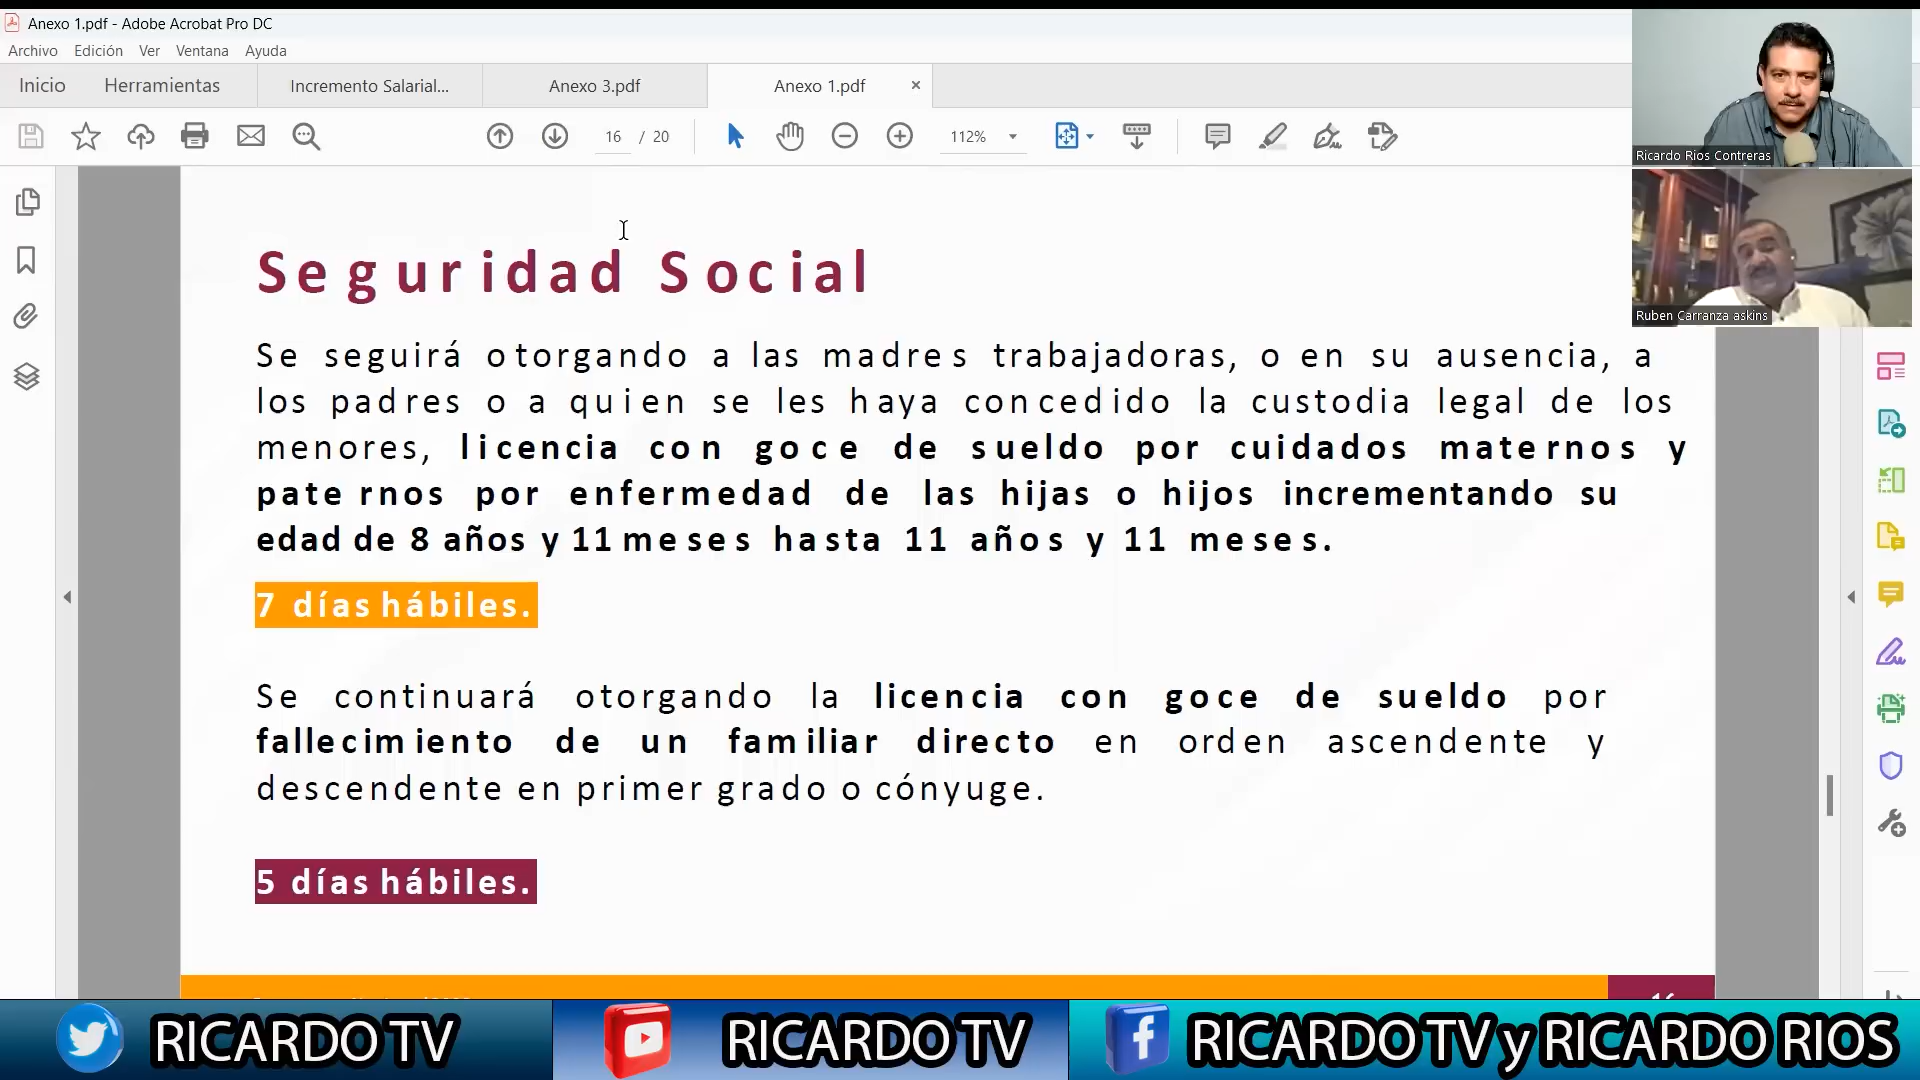 Anexo 1.pdf - Adobe Acrobat Pro DC
Archivo Edición Ver Ventana Ayuda
Inicio Herramientas Incremento Salarial... Anexo 3.pdf Anexo 1.pdf
16 / 20 112%
Ricardo Rios Contreras
Ruben Carranza askins
Seguridad Social
Se seguirá otorgando a las madres trabajadoras, o en su ausencia, a
los padres o a quien se les haya concedido la custodia legal de los
menores, licencia con goce de sueldo por cuidados maternos y
paternos por enfermedad de las hijas o hijos incrementando su
edad de 8 años y 11 meses hasta 11 años y 11 meses.
7 días hábiles.
Se continuará otorgando la licencia con goce de sueldo por
fallecimiento de un familiar directo en orden ascendente y
descendente en primer grado o cónyuge.
5 días hábiles.
16
RICARDO TV RICARDO TV RICARDO TV y RICARDO RIOS